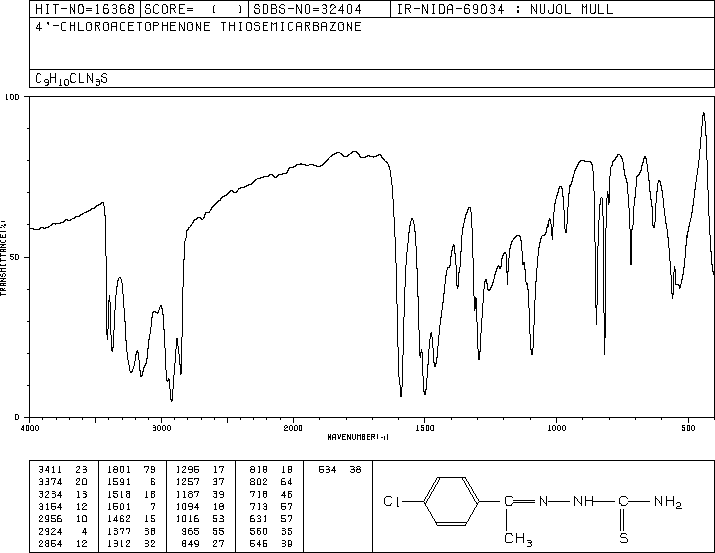 HIT-NO=16368 SCORE= ( ) SDBS-NO=32404 IR-NIDA-69034 : NUJOL MULL
4'-CHLOROACETOPHENONE THIOSEMICARBAZONE
C9H10CLN3S
100
50
0
TRANSMITTANCE(%)
4000 3000 2000 1500 1000 500
WAVENUMBER(-1)
3411 23 1801 79 1296 17 818 18 634 38
3374 20 1591 6 1257 37 802 64
3234 13 1518 18 1187 39 718 46
3164 12 1501 7 1094 18 713 57
2956 10 1462 15 1016 53 631 57
2924 4 1377 38 965 55 560 35
2854 12 1312 32 849 27 546 39
Cl C N NH C NH2
CH3 S